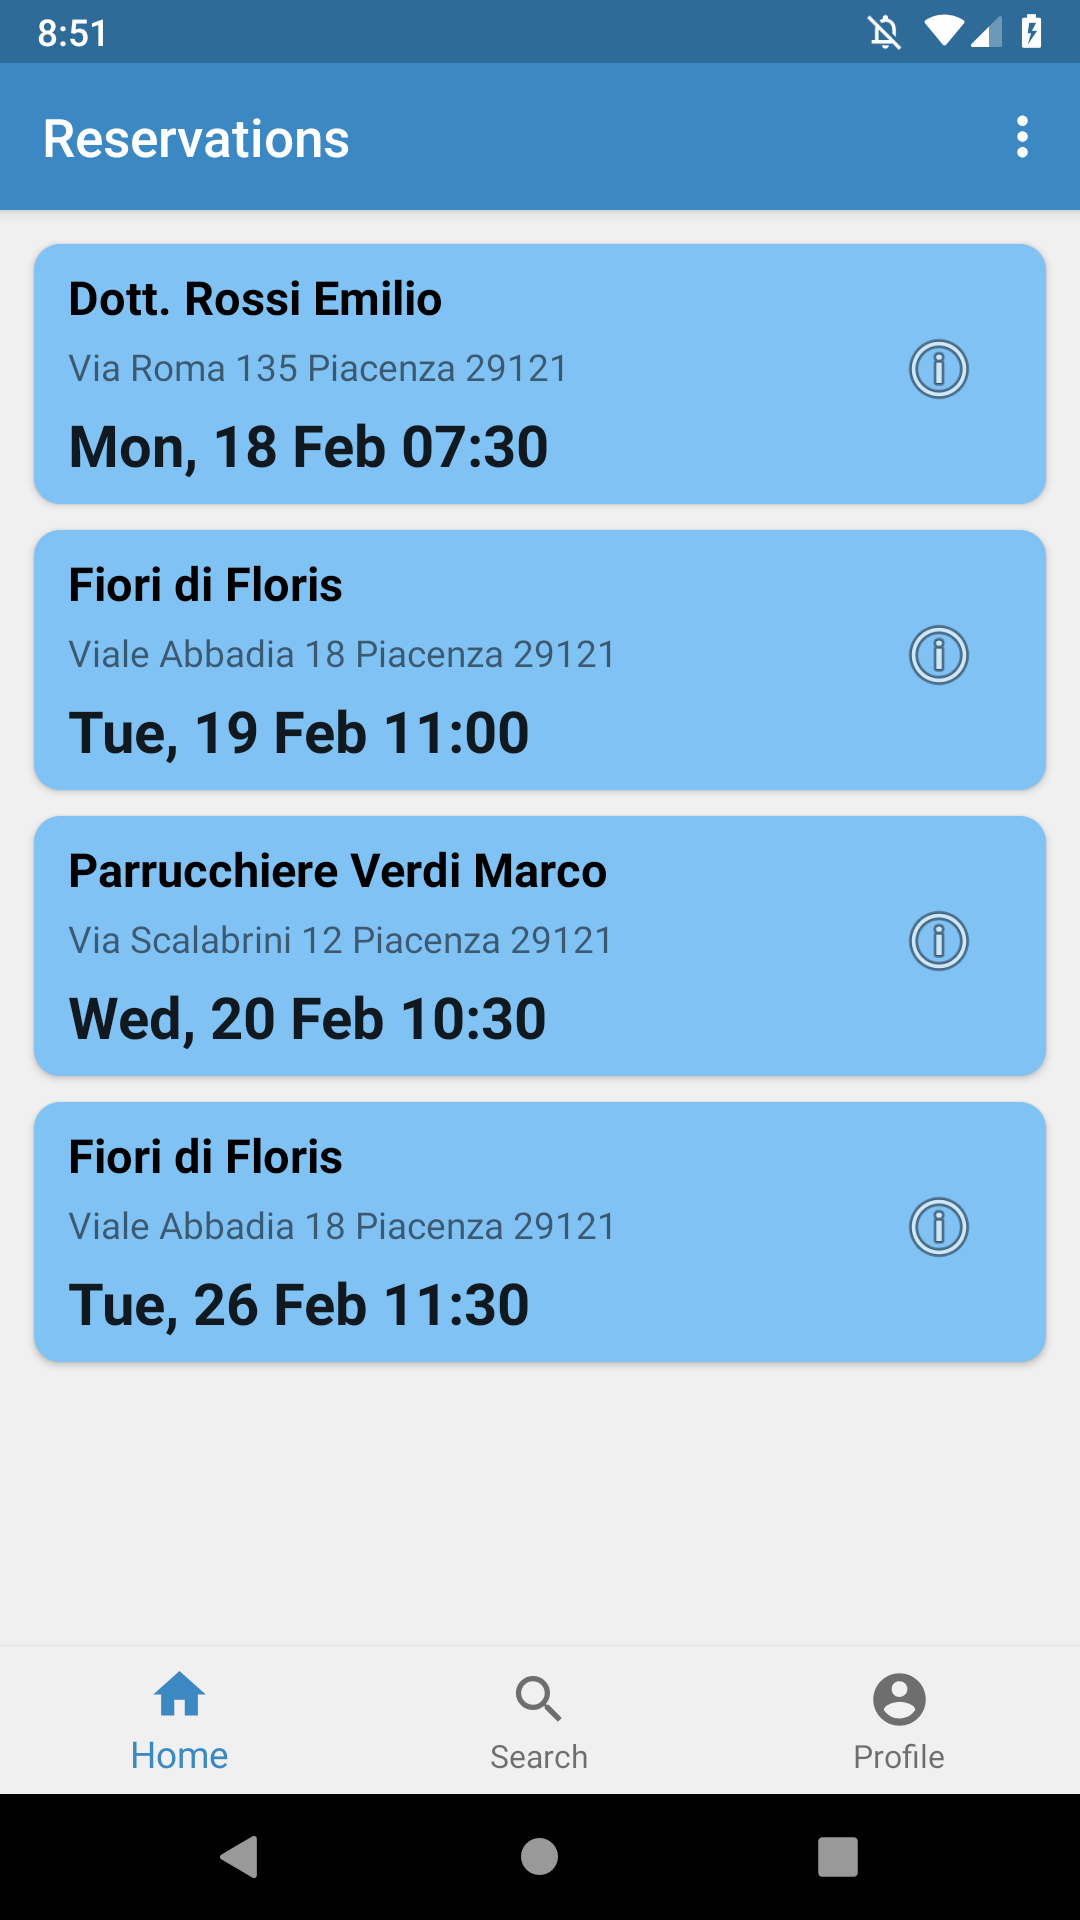 8:51
Reservations
Dott. Rossi Emilio
Via Roma 135 Piacenza 29121
Mon, 18 Feb 07:30
Fiori di Floris
Viale Abbadia 18 Piacenza 29121
Tue, 19 Feb 11:00
Parrucchiere Verdi Marco
Via Scalabrini 12 Piacenza 29121
Wed, 20 Feb 10:30
Fiori di Floris
Viale Abbadia 18 Piacenza 29121
Tue, 26 Feb 11:30
Home
Search
Profile